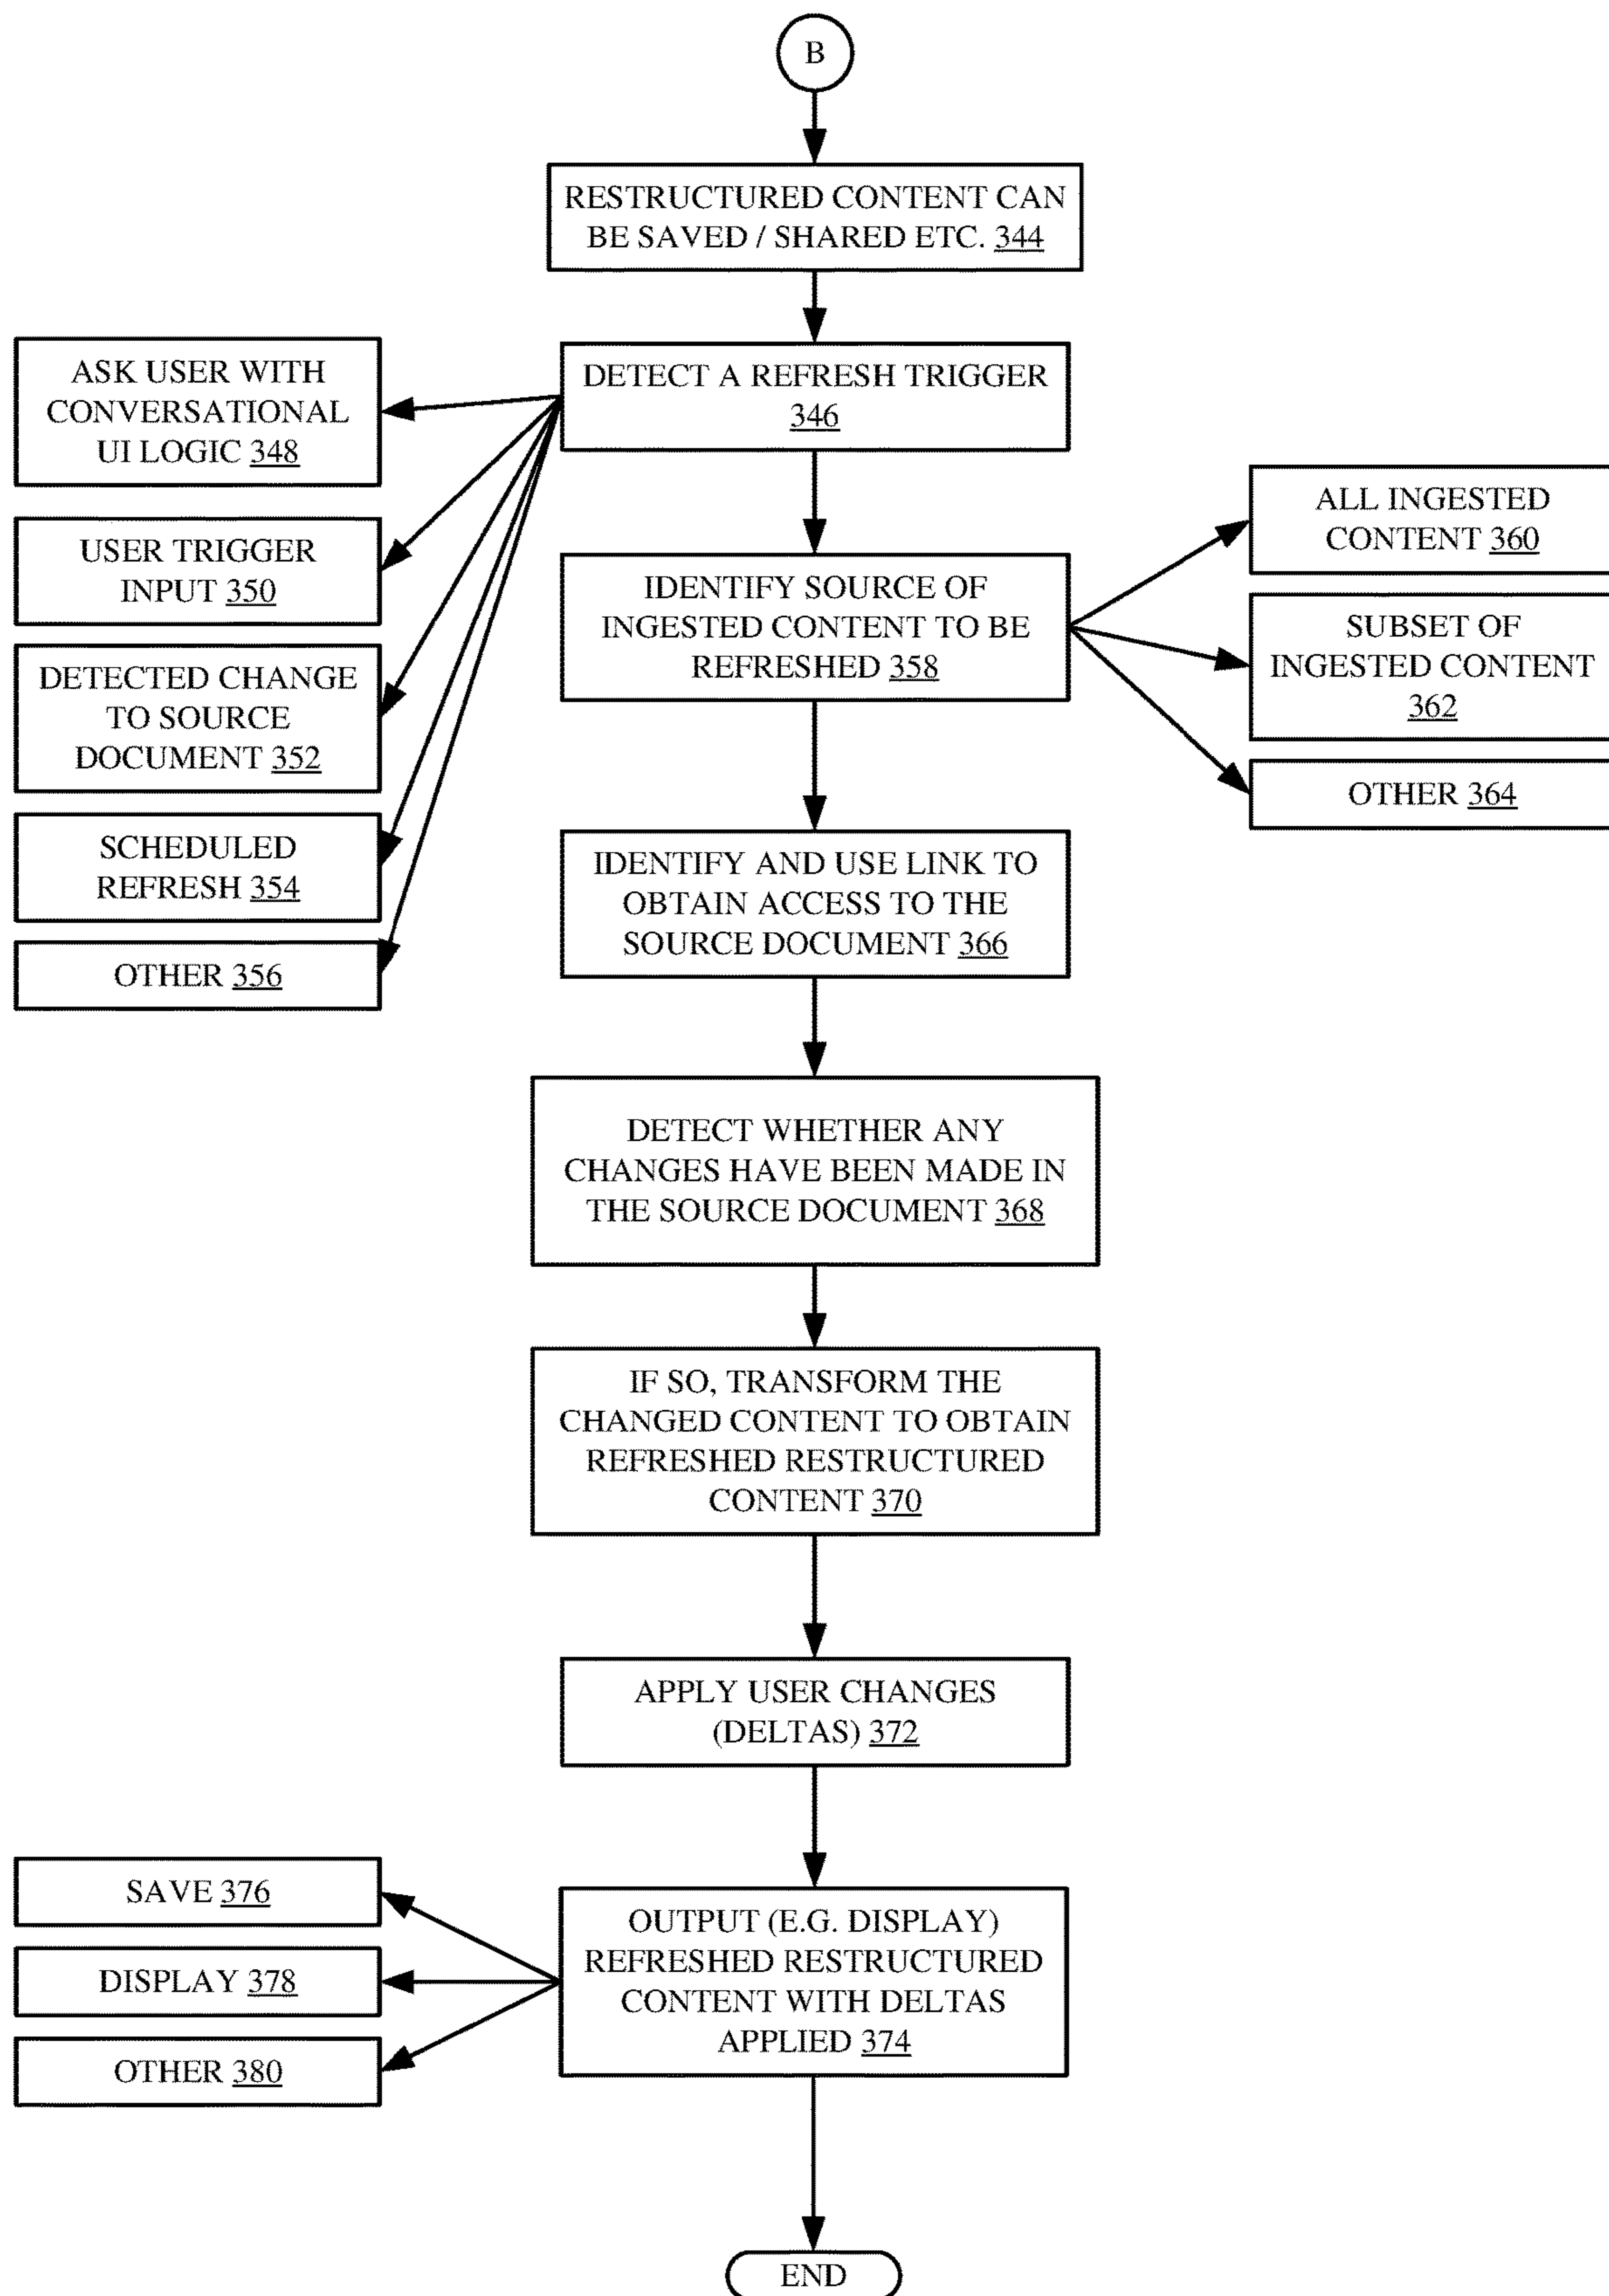 B
RESTRUCTURED CONTENT CAN
BE SAVED / SHARED ETC. 344
DETECT A REFRESH TRIGGER
346
ASK USER WITH
CONVERSATIONAL
UI LOGIC 348
USER TRIGGER
INPUT 350
DETECTED CHANGE
TO SOURCE
DOCUMENT 352
SCHEDULED
REFRESH 354
OTHER 356
IDENTIFY SOURCE OF
INGESTED CONTENT TO BE
REFRESHED 358
ALL INGESTED
CONTENT 360
SUBSET OF
INGESTED CONTENT
362
OTHER 364
IDENTIFY AND USE LINK TO
OBTAIN ACCESS TO THE
SOURCE DOCUMENT 366
DETECT WHETHER ANY
CHANGES HAVE BEEN MADE IN
THE SOURCE DOCUMENT 368
IF SO, TRANSFORM THE
CHANGED CONTENT TO OBTAIN
REFRESHED RESTRUCTURED
CONTENT 370
APPLY USER CHANGES
(DELTAS) 372
OUTPUT (E.G. DISPLAY)
REFRESHED RESTRUCTURED
CONTENT WITH DELTAS
APPLIED 374
SAVE 376
DISPLAY 378
OTHER 380
END